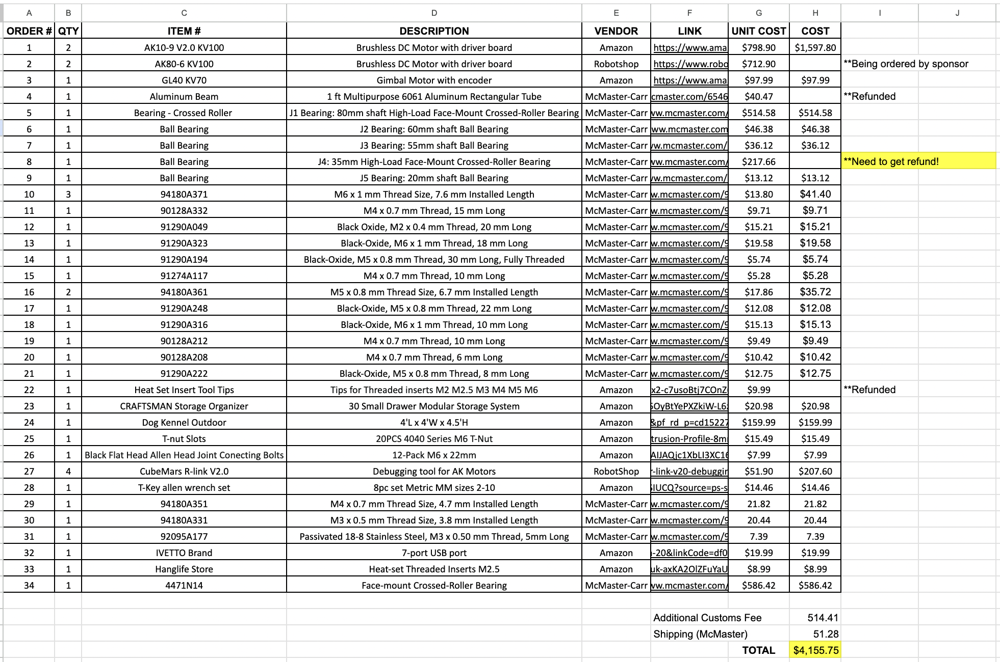 A B C D E F G H I J
ORDER # QTY ITEM # DESCRIPTION VENDOR LINK UNIT COST COST
1 2 AK10-9 V2.0 KV100 Brushless DC Motor with driver board Amazon https://www.ama $798.90 $1,597.80
2 2 AK80-6 KV100 Brushless DC Motor with driver board Robotshop https://www.robo $712.90 **Being ordered by sponsor
3 1 GL40 KV70 Gimbal Motor with encoder Amazon https://www.ama $97.99 $97.99
4 1 Aluminum Beam 1 ft Multipurpose 6061 Aluminum Rectangular Tube McMaster-Carr cmaster.com/6546 $40.47 **Refunded
5 1 Bearing - Crossed Roller J1 Bearing: 80mm shaft High-Load Face-Mount Crossed-Roller Bearing McMaster-Carr vw.mcmaster.com/ $514.58 $514.58
6 1 Ball Bearing J2 Bearing: 60mm shaft Ball Bearing McMaster-Carr ww.mcmaster.com $46.38 $46.38
7 1 Ball Bearing J3 Bearing: 55mm shaft Ball Bearing McMaster-Carr w.mcmaster.com/ $36.12 $36.12
8 1 Ball Bearing J4: 35mm High-Load Face-Mount Crossed-Roller Bearing McMaster-Carr vw.mcmaster.com/ $217.66 **Need to get refund!
9 1 Ball Bearing J5 Bearing: 20mm shaft Ball Bearing McMaster-Carr w.mcmaster.com/ $13.12 $13.12
10 3 94180A371 M6 x 1 mm Thread Size, 7.6 mm Installed Length McMaster-Carr w.mcmaster.com/9 $13.80 $41.40
11 1 90128A332 M4 x 0.7 mm Thread, 15 mm Long McMaster-Carr w.mcmaster.com/9 $9.71 $9.71
12 1 91290A049 Black Oxide, M2 x 0.4 mm Thread, 20 mm Long McMaster-Carr w.mcmaster.com/9 $15.21 $15.21
13 1 91290A323 Black-Oxide, M6 x 1 mm Thread, 18 mm Long McMaster-Carr w.mcmaster.com/9 $19.58 $19.58
14 1 91290A194 Black-Oxide, M5 x 0.8 mm Thread, 30 mm Long, Fully Threaded McMaster-Carr w.mcmaster.com/9 $5.74 $5.74
15 1 91274A117 M4 x 0.7 mm Thread, 10 mm Long McMaster-Carr w.mcmaster.com/9 $5.28 $5.28
16 2 94180A361 M5 x 0.8 mm Thread Size, 6.7 mm Installed Length McMaster-Carr w.mcmaster.com/9 $17.86 $35.72
17 1 91290A248 Black-Oxide, M5 x 0.8 mm Thread, 22 mm Long McMaster-Carr w.mcmaster.com/9 $12.08 $12.08
18 1 91290A316 Black-Oxide, M6 x 1 mm Thread, 10 mm Long McMaster-Carr w.mcmaster.com/9 $15.13 $15.13
19 1 90128A212 M4 x 0.7 mm Thread, 10 mm Long McMaster-Carr w.mcmaster.com/9 $9.49 $9.49
20 1 90128A208 M4 x 0.7 mm Thread, 6 mm Long McMaster-Carr w.mcmaster.com/9 $10.42 $10.42
21 1 91290A222 Black-Oxide, M5 x 0.8 mm Thread, 8 mm Long McMaster-Carr w.mcmaster.com/9 $12.75 $12.75
22 1 Heat Set Insert Tool Tips Tips for Threaded inserts M2 M2.5 M3 M4 M5 M6 Amazon x2-c7usoBtj7COnZ $9.99 **Refunded
23 1 CRAFTSMAN Storage Organizer 30 Small Drawer Modular Storage System Amazon OyBtYePXZkiW-L6 $20.98 $20.98
24 1 Dog Kennel Outdoor 4'L x 4'W x 4.5'H Amazon &pf_rd_p=cd15227 $159.99 $159.99
25 1 T-nut Slots 20PCS 4040 Series M6 T-Nut Amazon trusion-Profile-8m $15.49 $15.49
26 1 Black Flat Head Allen Head Joint Conecting Bolts 12-Pack M6 x 22mm Amazon AIJAQjc1XbLI3XC16 $7.99 $7.99
27 4 CubeMars R-link V2.0 Debugging tool for AK Motors RobotShop r-link-v20-debuggin $51.90 $207.60
28 1 T-Key allen wrench set 8pc set Metric MM sizes 2-10 Amazon IUCQ?source=ps-s $14.46 $14.46
29 1 94180A351 M4 x 0.7 mm Thread Size, 4.7 mm Installed Length McMaster-Carr w.mcmaster.com/9 21.82 21.82
30 1 94180A331 M3 x 0.5 mm Thread Size, 3.8 mm Installed Length McMaster-Carr w.mcmaster.com/9 20.44 20.44
31 1 92095A177 Passivated 18-8 Stainless Steel, M3 x 0.50 mm Thread, 5mm Long McMaster-Carr w.mcmaster.com/9 7.39 7.39
32 1 IVETTO Brand 7-port USB port Amazon -20&linkCode=df0 $19.99 $19.99
33 1 Hanglife Store Heat-set Threaded Inserts M2.5 Amazon uk-axKA2OlZFuYaU $8.99 $8.99
34 1 4471N14 Face-mount Crossed-Roller Bearing McMaster-Carr vw.mcmaster.com/ $586.42 $586.42
Additional Customs Fee 514.41
Shipping (McMaster) 51.28
TOTAL $4,155.75